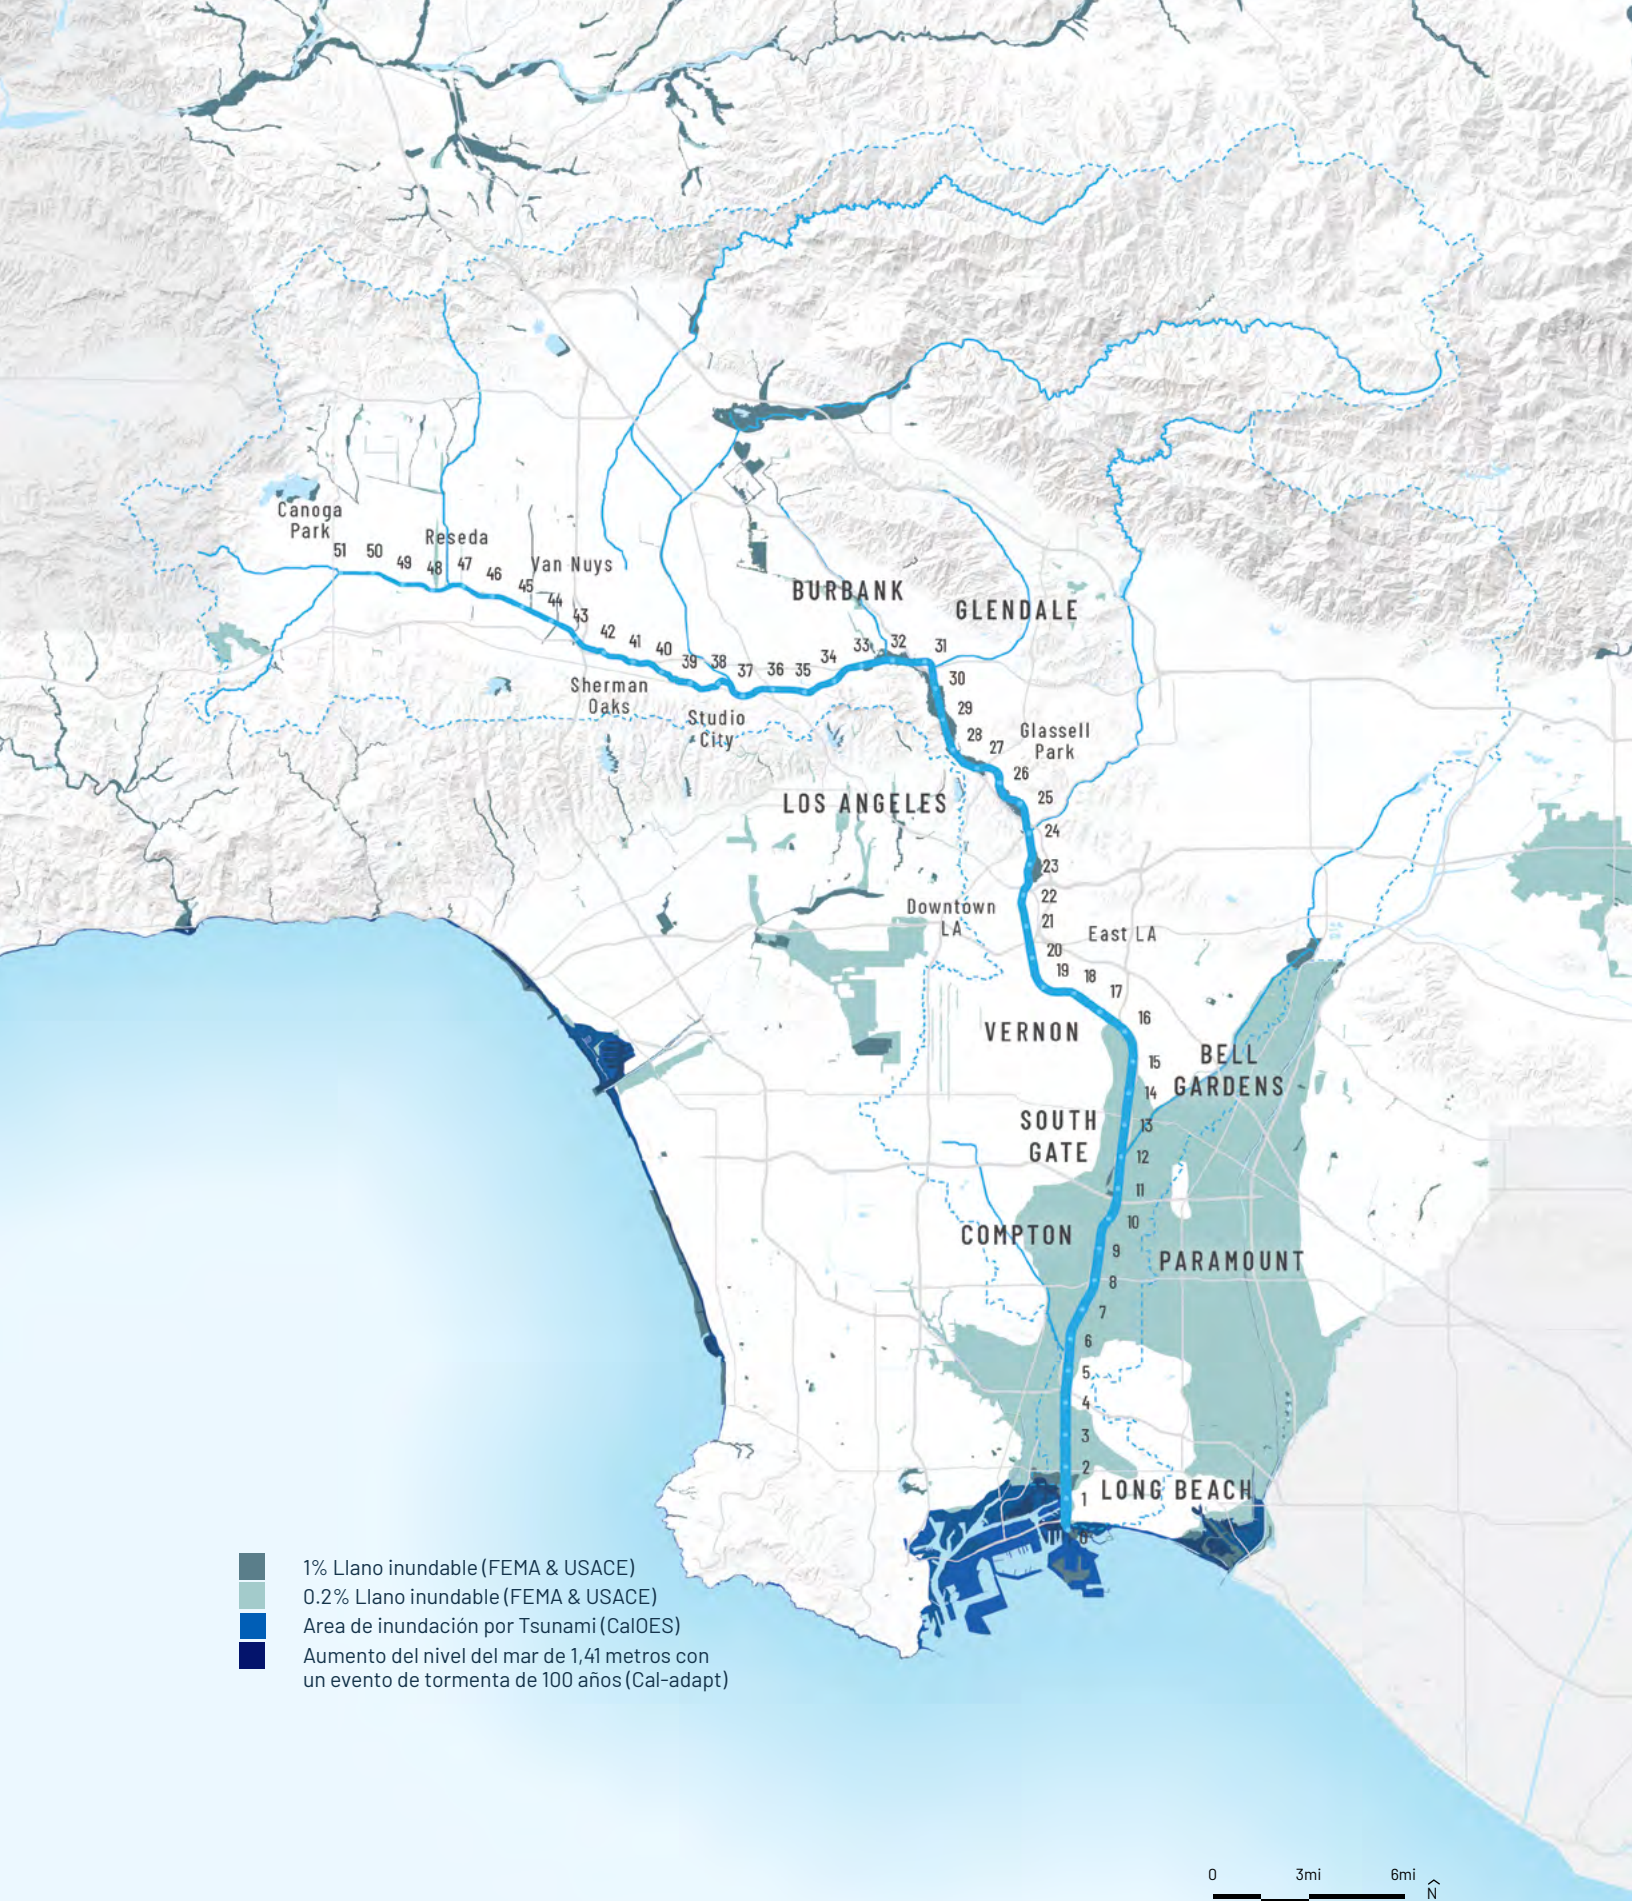 Canoga
Park
51
50
49
48
Reseda
47
46
45
Van Nuys
44
43
42
41
40
39
38
37
36
35
34
33
32
31
BURBANK
GLENDALE
Sherman
Oaks
Studio
City
30
29
28
27
Glassell
Park
26
25
LOS ANGELES
24
23
22
Downtown
LA
21
East LA
20
19
18
17
16
VERNON
15
BELL
GARDENS
14
SOUTH
GATE
13
12
11
10
COMPTON
9
PARAMOUNT
8
7
6
5
4
3
2
LONG BEACH
1
0
1% Llano inundable (FEMA & USACE)
0.2% Llano inundable (FEMA & USACE)
Area de inundación por Tsunami (CalOES)
Aumento del nivel del mar de 1,41 metros con
un evento de tormenta de 100 años (Cal-adapt)
0 3mi 6mi
N